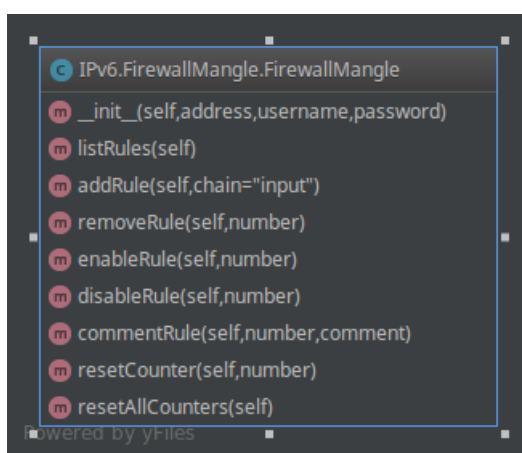 C IPv6.FirewallMangle.FirewallMangle
m __init__(self,address,username,password)
m listRules(self)
m addRule(self,chain="input")
m removeRule(self,number)
m enableRule(self,number)
m disableRule(self,number)
m commentRule(self,number,comment)
m resetCounter(self,number)
m resetAllCounters(self)
Powered by yFiles